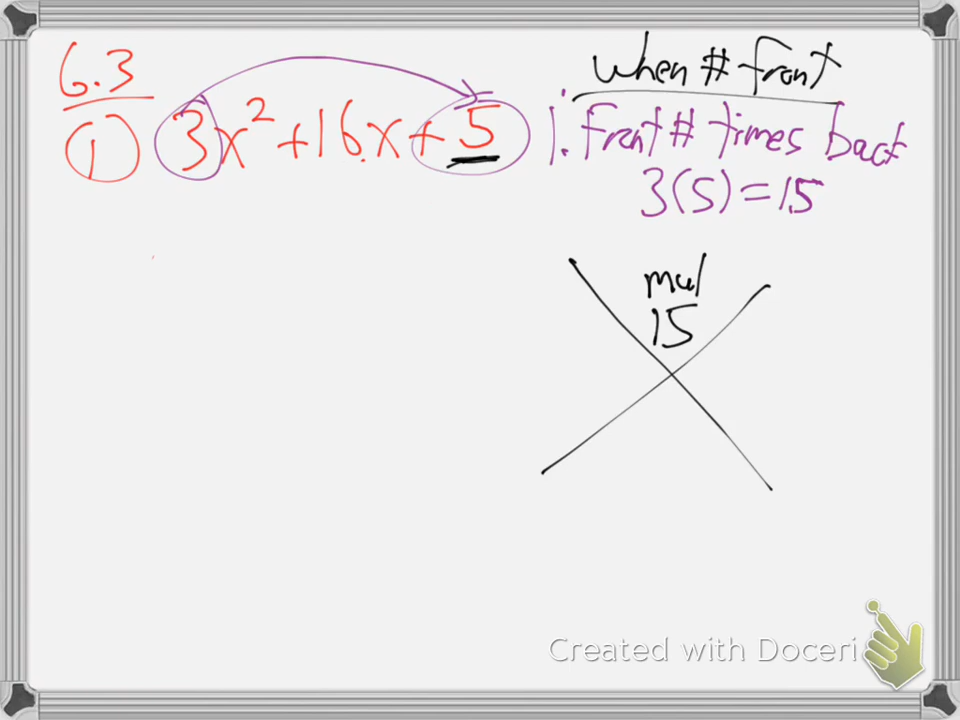 6.3
when # front
① 3x² + 16x + 5
1. Front # times back
3(5) = 15
mul
15
Created with Doceri